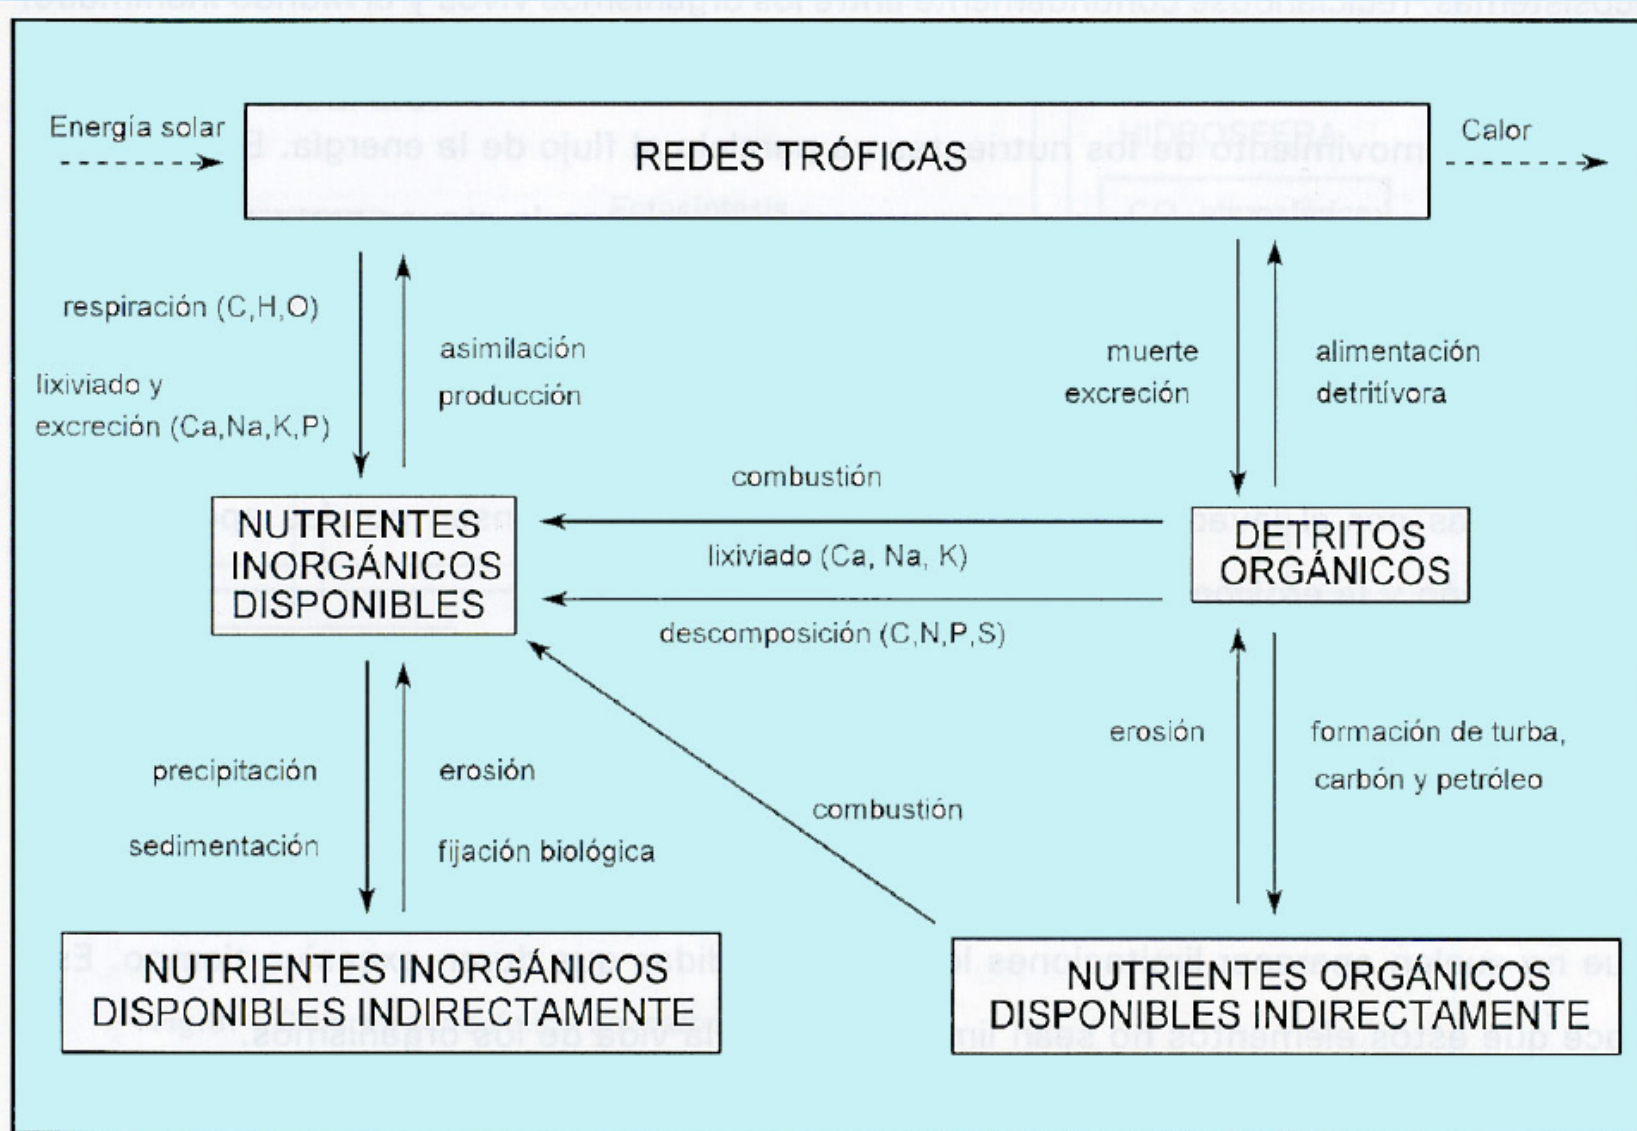 Energía solar
REDES TRÓFICAS
Calor
respiración (C,H,O)
lixiviado y
excreción (Ca,Na,K,P)
asimilación
producción
muerte
excreción
alimentación
detritívora
combustión
lixiviado (Ca, Na, K)
descomposición (C,N,P,S)
NUTRIENTES
INORGÁNICOS
DISPONIBLES
DETRITOS
ORGÁNICOS
precipitación
sedimentación
erosión
fijación biológica
combustión
erosión
formación de turba,
carbón y petróleo
NUTRIENTES INORGÁNICOS
DISPONIBLES INDIRECTAMENTE
NUTRIENTES ORGÁNICOS
DISPONIBLES INDIRECTAMENTE